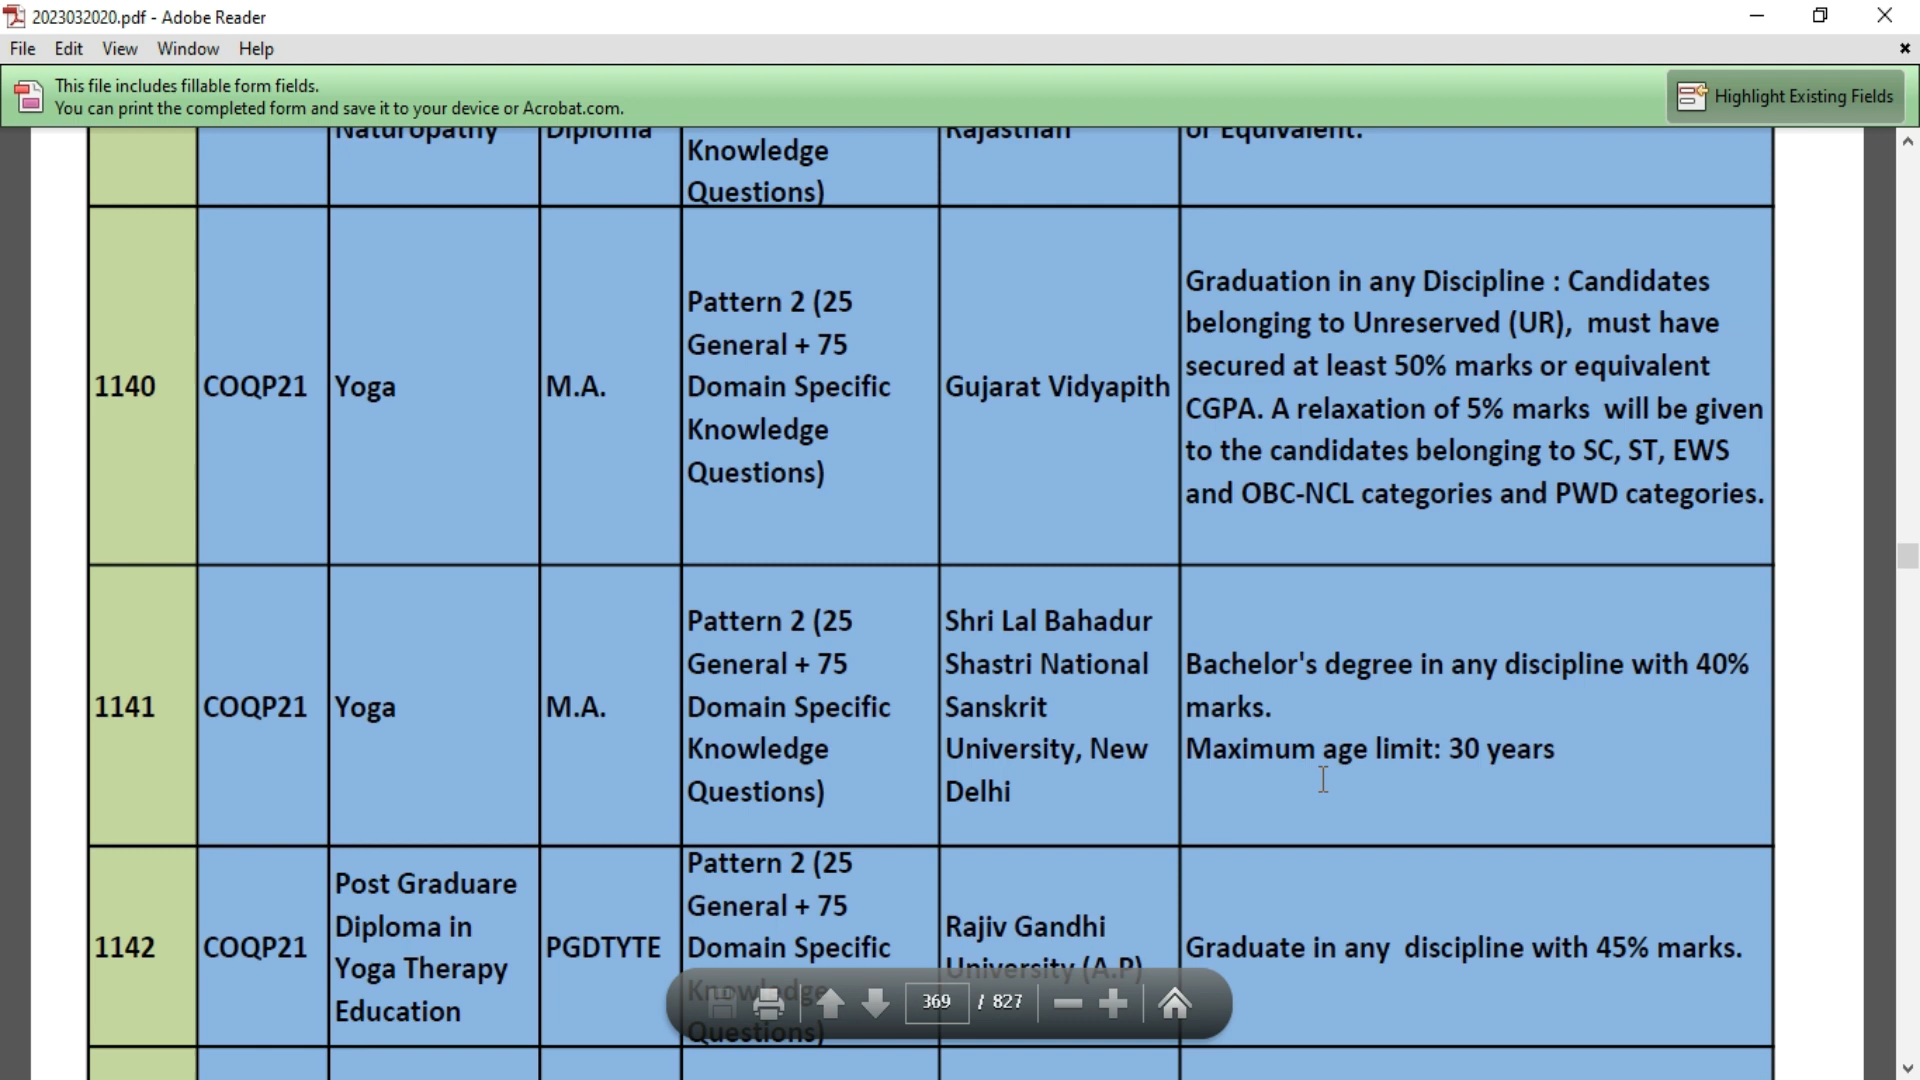 2023032020.pdf - Adobe Reader
File Edit View Window Help
This file includes fillable form fields.
You can print the completed form and save it to your device or Acrobat.com.
Highlight Existing Fields
Naturopathy
Diploma
Knowledge
Questions)
Rajasthan
or Equivalent.
1140
COQP21
Yoga
M.A.
Pattern 2 (25
General + 75
Domain Specific
Knowledge
Questions)
Gujarat Vidyapith
Graduation in any Discipline : Candidates
belonging to Unreserved (UR), must have
secured at least 50% marks or equivalent
CGPA. A relaxation of 5% marks will be given
to the candidates belonging to SC, ST, EWS
and OBC-NCL categories and PWD categories.
1141
COQP21
Yoga
M.A.
Pattern 2 (25
General + 75
Domain Specific
Knowledge
Questions)
Shri Lal Bahadur
Shastri National
Sanskrit
University, New
Delhi
Bachelor's degree in any discipline with 40%
marks.
Maximum age limit: 30 years
1142
COQP21
Post Graduare
Diploma in
Yoga Therapy
Education
PGDTYTE
Pattern 2 (25
General + 75
Domain Specific
Knowledge
Questions)
Rajiv Gandhi
University (A.P)
Graduate in any discipline with 45% marks.
369 / 827